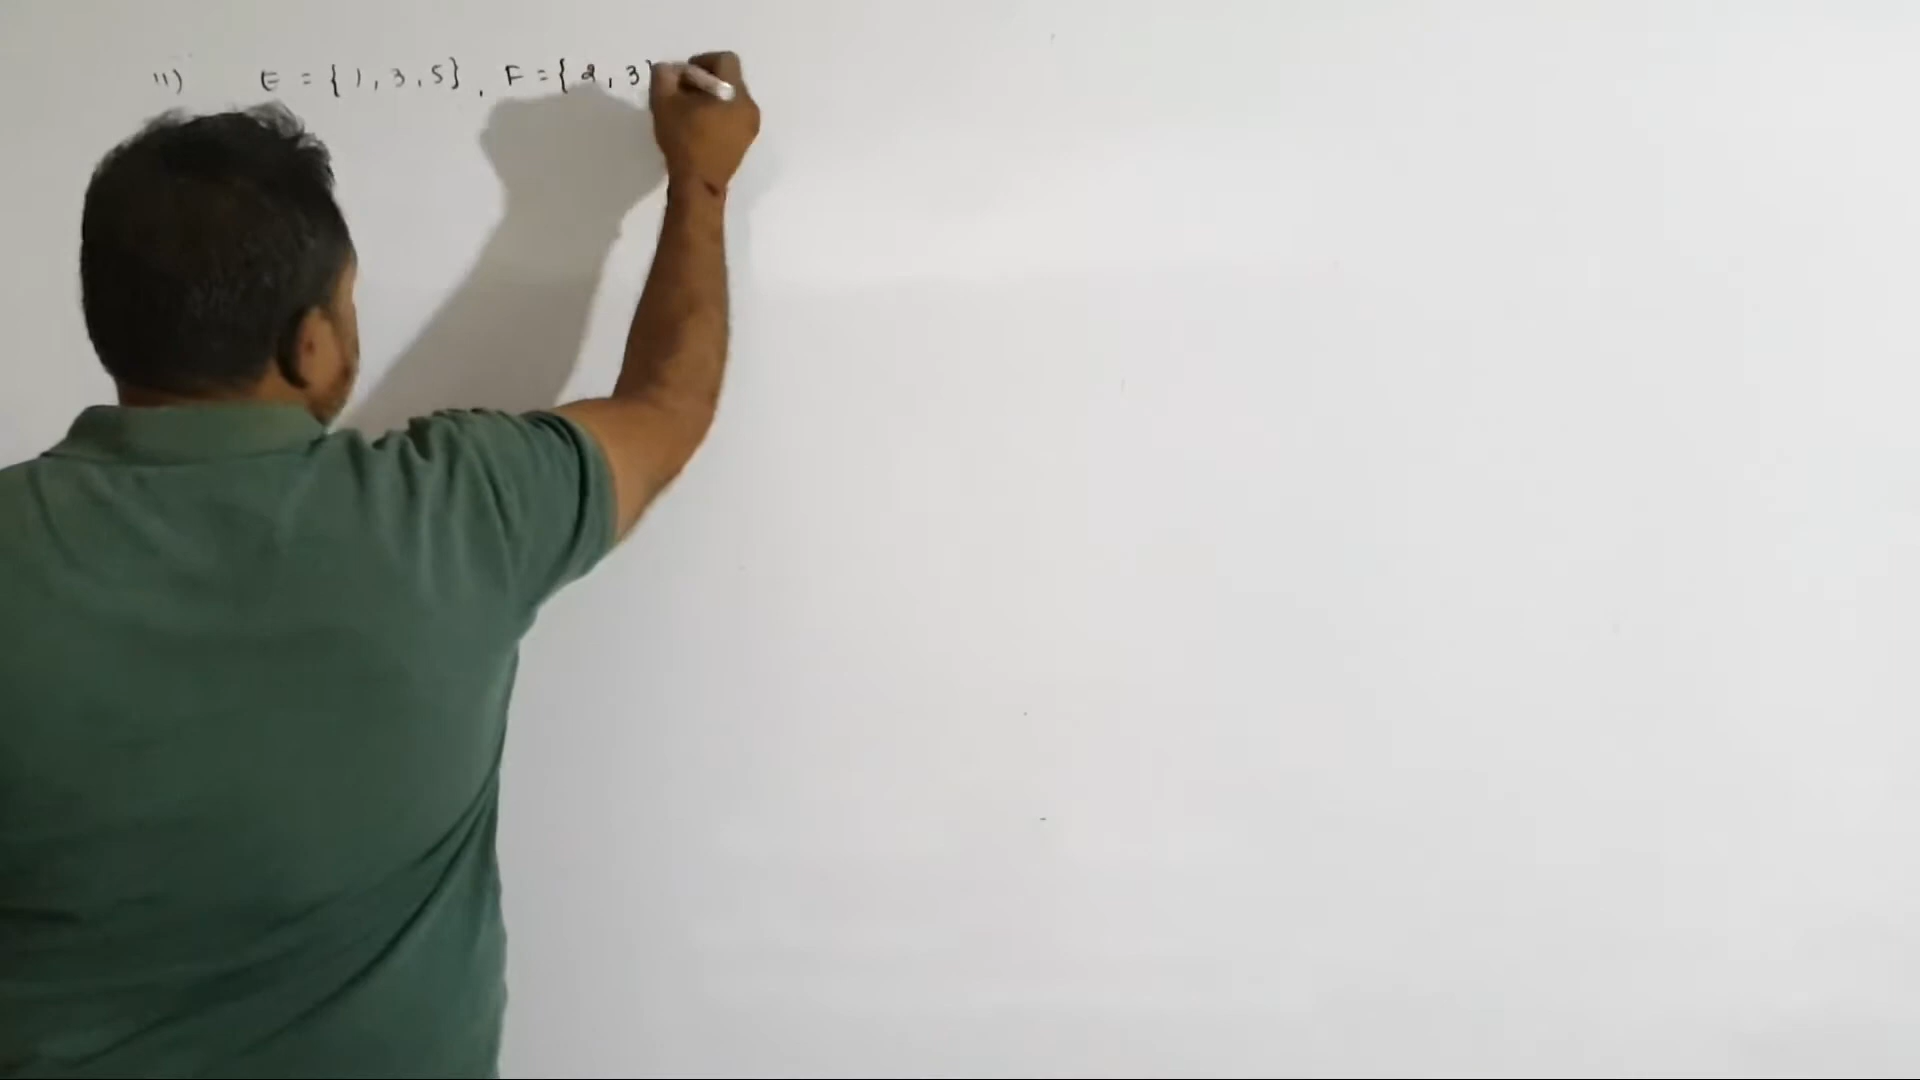 11) E = {1, 3, 5}, F = {2, 3}